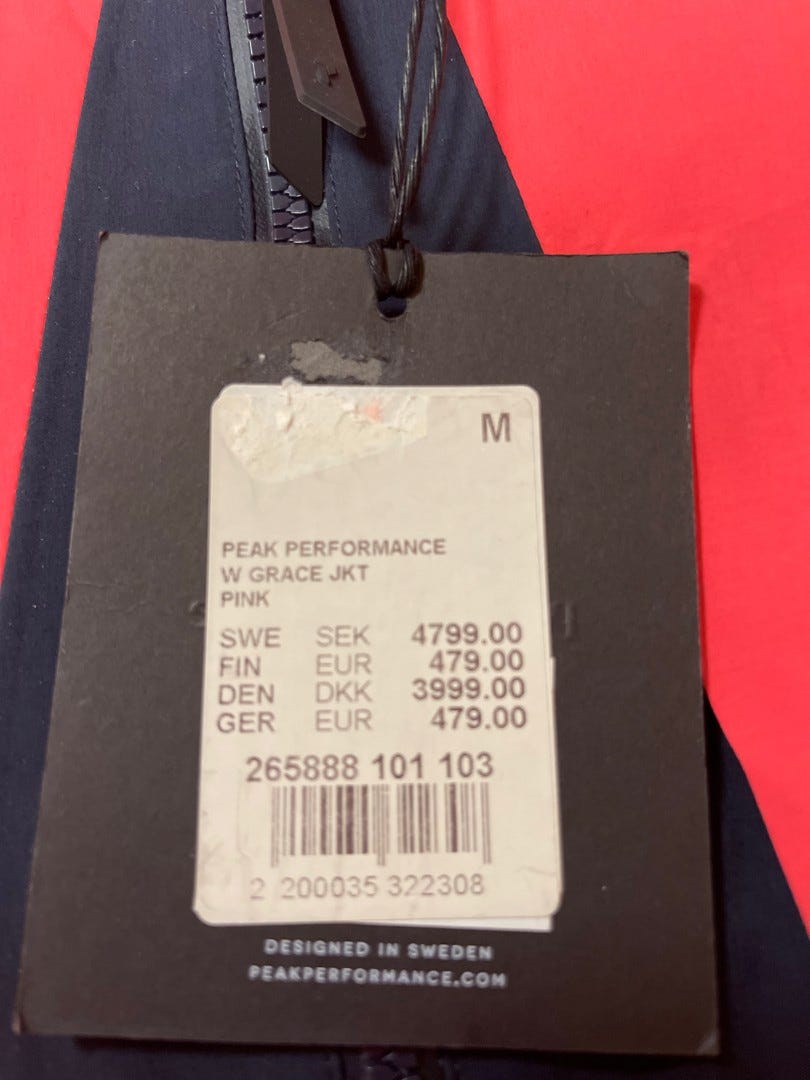 M
PEAK PERFORMANCE
W GRACE JKT
PINK
SWE SEK 4799.00
FIN EUR 479.00
DEN DKK 3999.00
GER EUR 479.00
265888 101 103
2 200035 322308
DESIGNED IN SWEDEN
PEAKPERFORMANCE.COM